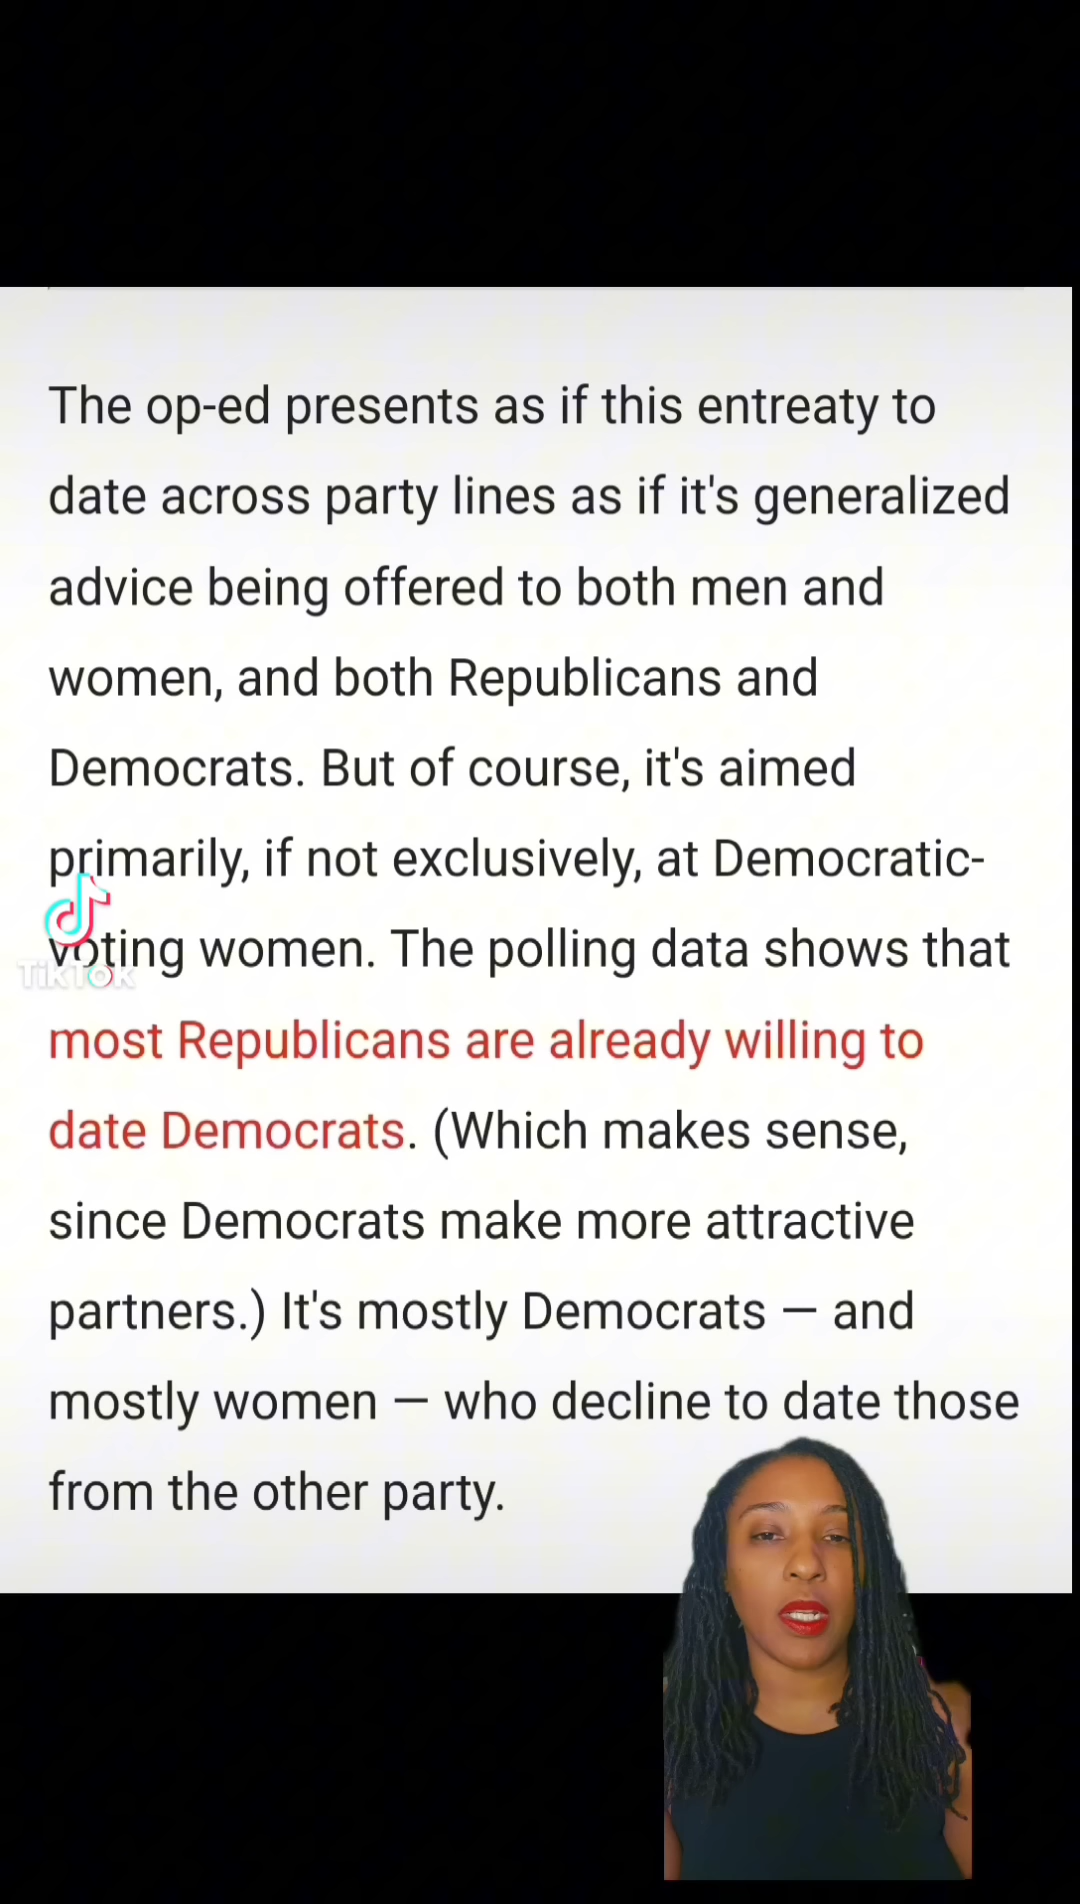 The op-ed presents as if this entreaty to
date across party lines as if it's generalized
advice being offered to both men and
women, and both Republicans and
Democrats. But of course, it's aimed
primarily, if not exclusively, at Democratic-
voting women. The polling data shows that
most Republicans are already willing to
date Democrats. (Which makes sense,
since Democrats make more attractive
partners.) It's mostly Democrats — and
mostly women — who decline to date those
from the other party.
TikTok